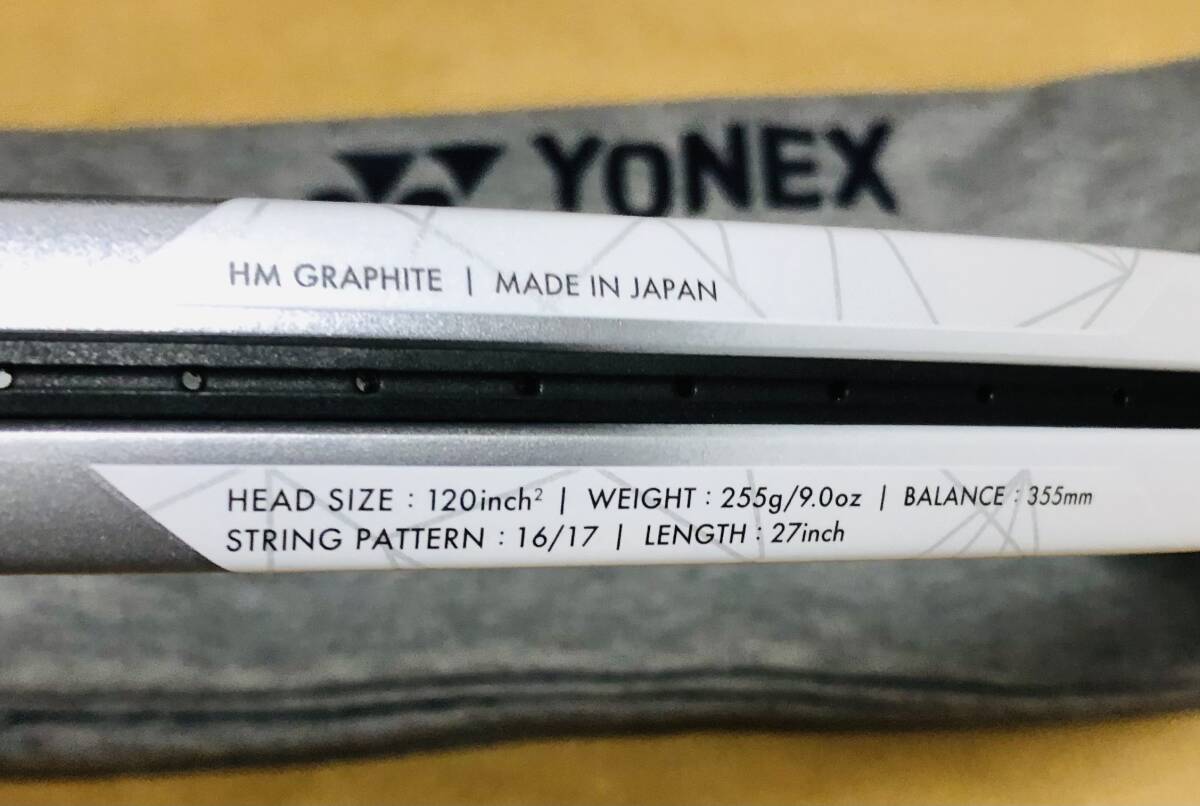 YONEX
HM GRAPHITE | MADE IN JAPAN
HEAD SIZE : 120inch² | WEIGHT : 255g/9.0oz | BALANCE : 355mm
STRING PATTERN : 16/17 | LENGTH : 27inch